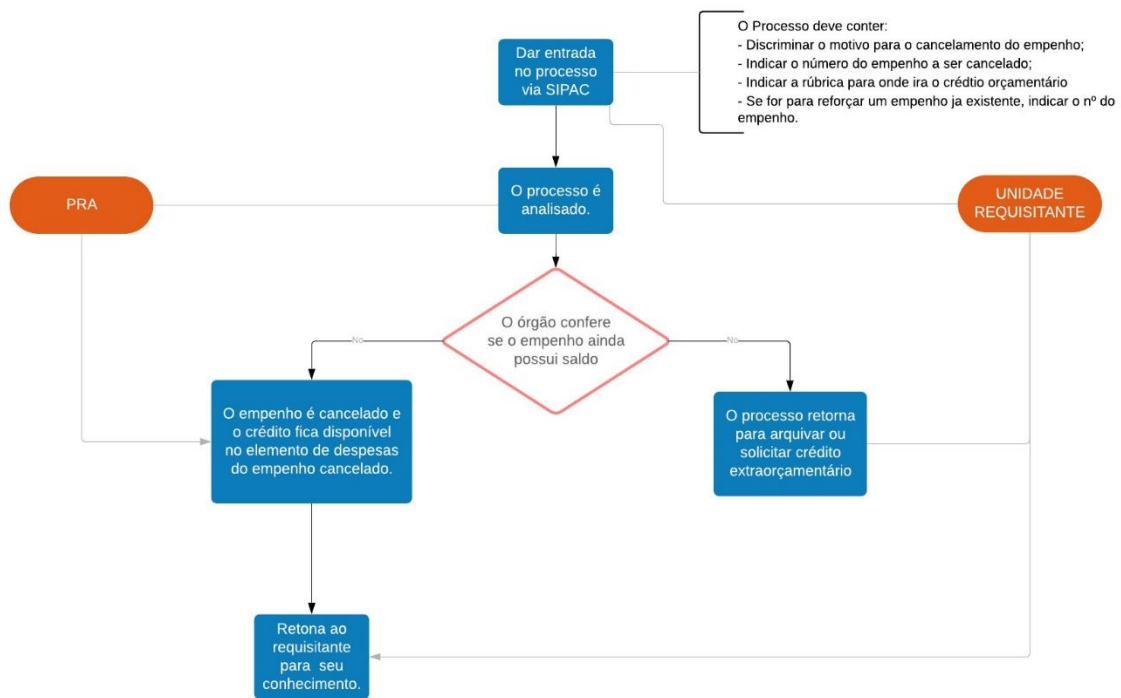 O Processo deve conter:
- Discriminar o motivo para o cancelamento do empenho;
- Indicar o número do empenho a ser cancelado;
- Indicar a rúbrica para onde ira o crédtio orçamentário
- Se for para reforçar um empenho ja existente, indicar o nº do
empenho.
Dar entrada
no processo
via SIPAC
PRA
O processo é
analisado.
UNIDADE
REQUISITANTE
O órgão confere
se o empenho ainda
possui saldo
No
No
O empenho é cancelado e
o crédito fica disponível
no elemento de despesas
do empenho cancelado.
O processo retorna
para arquivar ou
solicitar crédito
extraorçamentário
Retona ao
requisitante
para seu
conhecimento.